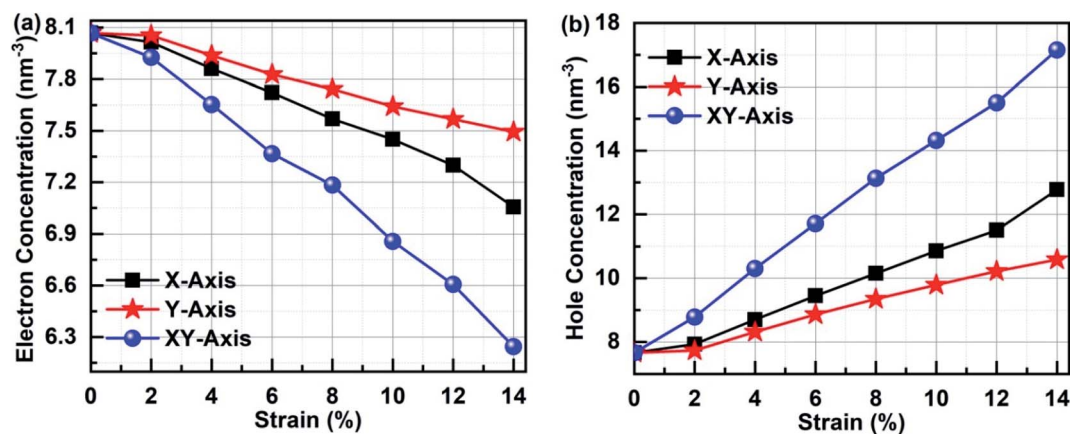 (a)
Electron Concentration (nm⁻³)
8.1
7.8
7.5
7.2
6.9
6.6
6.3
X-Axis
Y-Axis
XY-Axis
0 2 4 6 8 10 12 14
Strain (%)
(b)
Hole Concentration (nm⁻³)
18
16
14
12
10
8
X-Axis
Y-Axis
XY-Axis
0 2 4 6 8 10 12 14
Strain (%)